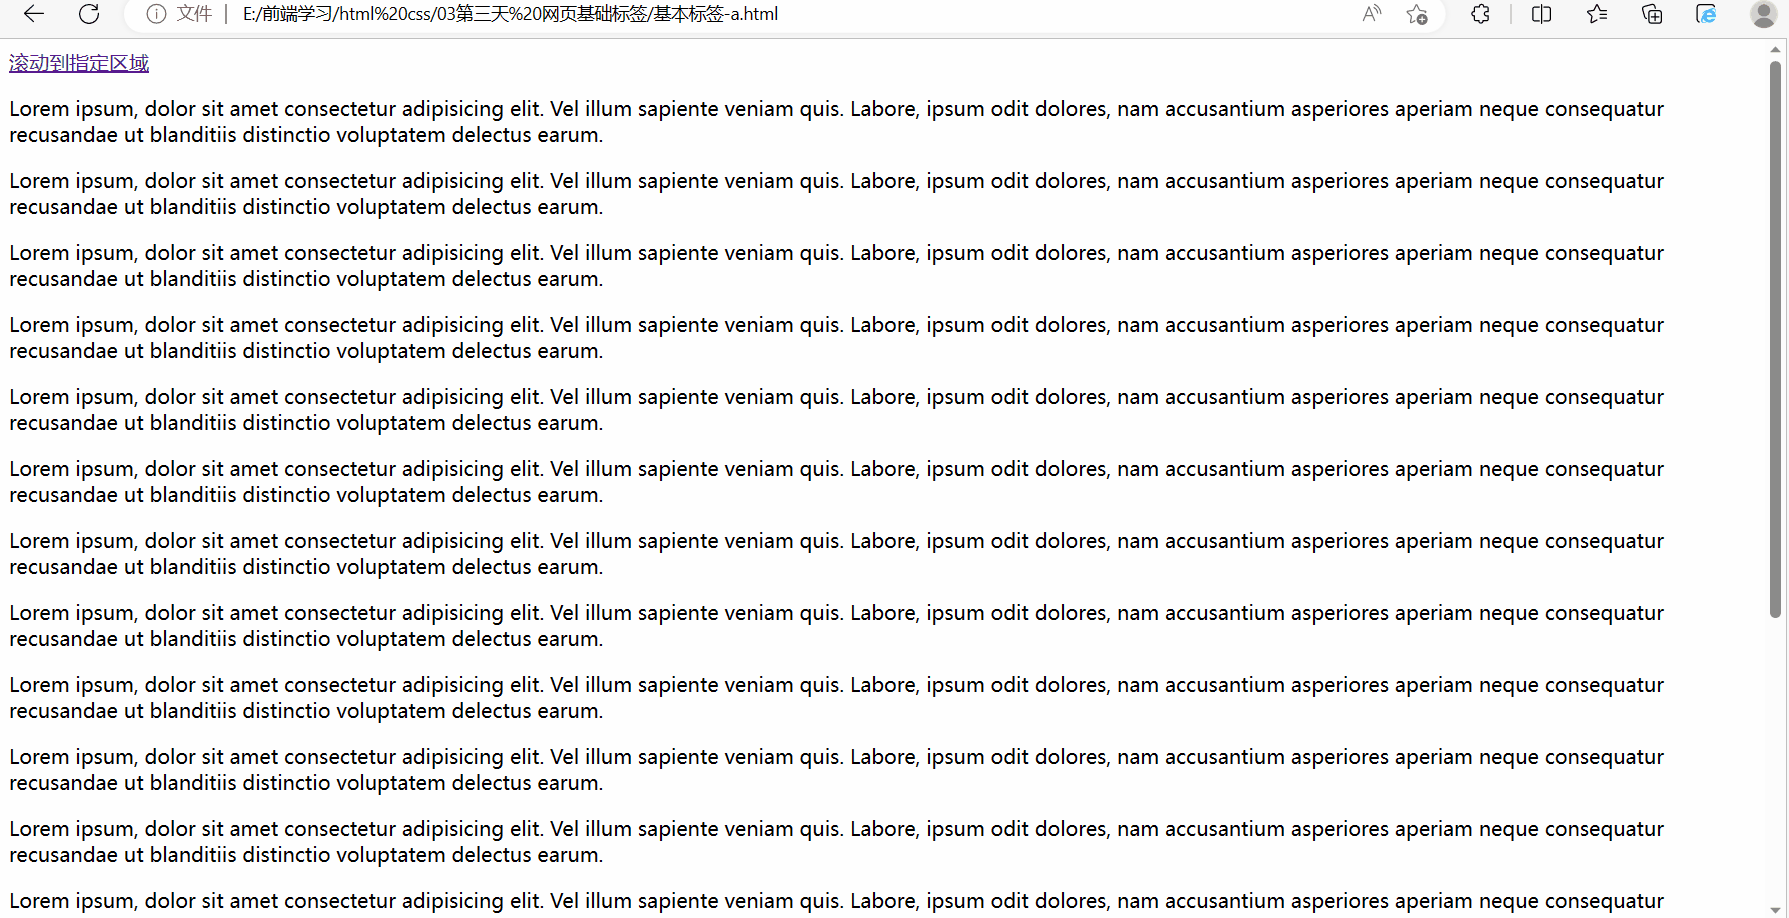 文件 E:/前端学习/html%20css/03第三天%20网页基础标签/基本标签-a.html
滚动到指定区域
Lorem ipsum, dolor sit amet consectetur adipisicing elit. Vel illum sapiente veniam quis. Labore, ipsum odit dolores, nam accusantium asperiores aperiam neque consequatur
recusandae ut blanditiis distinctio voluptatem delectus earum.
Lorem ipsum, dolor sit amet consectetur adipisicing elit. Vel illum sapiente veniam quis. Labore, ipsum odit dolores, nam accusantium asperiores aperiam neque consequatur
recusandae ut blanditiis distinctio voluptatem delectus earum.
Lorem ipsum, dolor sit amet consectetur adipisicing elit. Vel illum sapiente veniam quis. Labore, ipsum odit dolores, nam accusantium asperiores aperiam neque consequatur
recusandae ut blanditiis distinctio voluptatem delectus earum.
Lorem ipsum, dolor sit amet consectetur adipisicing elit. Vel illum sapiente veniam quis. Labore, ipsum odit dolores, nam accusantium asperiores aperiam neque consequatur
recusandae ut blanditiis distinctio voluptatem delectus earum.
Lorem ipsum, dolor sit amet consectetur adipisicing elit. Vel illum sapiente veniam quis. Labore, ipsum odit dolores, nam accusantium asperiores aperiam neque consequatur
recusandae ut blanditiis distinctio voluptatem delectus earum.
Lorem ipsum, dolor sit amet consectetur adipisicing elit. Vel illum sapiente veniam quis. Labore, ipsum odit dolores, nam accusantium asperiores aperiam neque consequatur
recusandae ut blanditiis distinctio voluptatem delectus earum.
Lorem ipsum, dolor sit amet consectetur adipisicing elit. Vel illum sapiente veniam quis. Labore, ipsum odit dolores, nam accusantium asperiores aperiam neque consequatur
recusandae ut blanditiis distinctio voluptatem delectus earum.
Lorem ipsum, dolor sit amet consectetur adipisicing elit. Vel illum sapiente veniam quis. Labore, ipsum odit dolores, nam accusantium asperiores aperiam neque consequatur
recusandae ut blanditiis distinctio voluptatem delectus earum.
Lorem ipsum, dolor sit amet consectetur adipisicing elit. Vel illum sapiente veniam quis. Labore, ipsum odit dolores, nam accusantium asperiores aperiam neque consequatur
recusandae ut blanditiis distinctio voluptatem delectus earum.
Lorem ipsum, dolor sit amet consectetur adipisicing elit. Vel illum sapiente veniam quis. Labore, ipsum odit dolores, nam accusantium asperiores aperiam neque consequatur
recusandae ut blanditiis distinctio voluptatem delectus earum.
Lorem ipsum, dolor sit amet consectetur adipisicing elit. Vel illum sapiente veniam quis. Labore, ipsum odit dolores, nam accusantium asperiores aperiam neque consequatur
recusandae ut blanditiis distinctio voluptatem delectus earum.
Lorem ipsum, dolor sit amet consectetur adipisicing elit. Vel illum sapiente veniam quis. Labore, ipsum odit dolores, nam accusantium asperiores aperiam neque consequatur